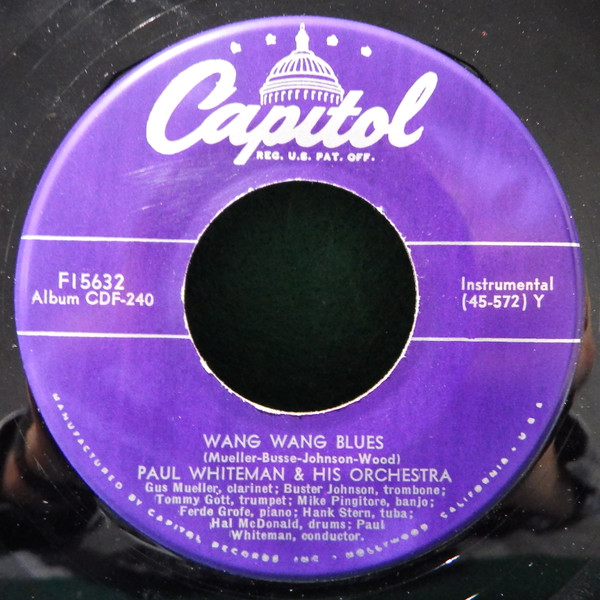 Capitol
REG. U.S. PAT. OFF.
F15632
Album CDF-240
Instrumental
(45-572) Y
WANG WANG BLUES
(Mueller-Busse-Johnson-Wood)
PAUL WHITEMAN & HIS ORCHESTRA
Gus Mueller, clarinet; Buster Johnson, trombone;
Tommy Gott, trumpet; Mike Pingitore, banjo;
Ferde Grofe, piano; Hank Stern, tuba;
Hal McDonald, drums; Paul
Whiteman, conductor.
MANUFACTURED BY CAPITOL RECORDS INC • HOLLYWOOD, CALIFORNIA • U S A